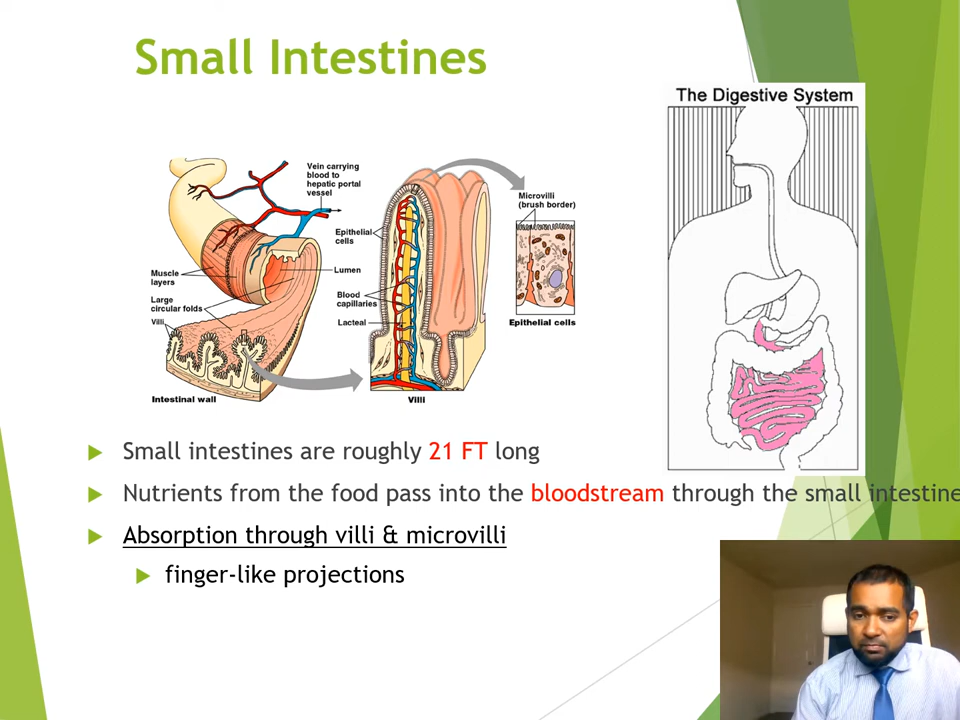 Small Intestines
The Digestive System
Vein carrying
blood to
hepatic portal
vessel
Microvilli
(brush border)
Epithelial
cells
Lumen
Muscle
layers
Blood
capillaries
Large
circular folds
Villi
Lacteal
Epithelial cells
Intestinal wall
Villi
Small intestines are roughly 21 FT long
Nutrients from the food pass into the bloodstream through the small intestine
Absorption through villi & microvilli
finger-like projections